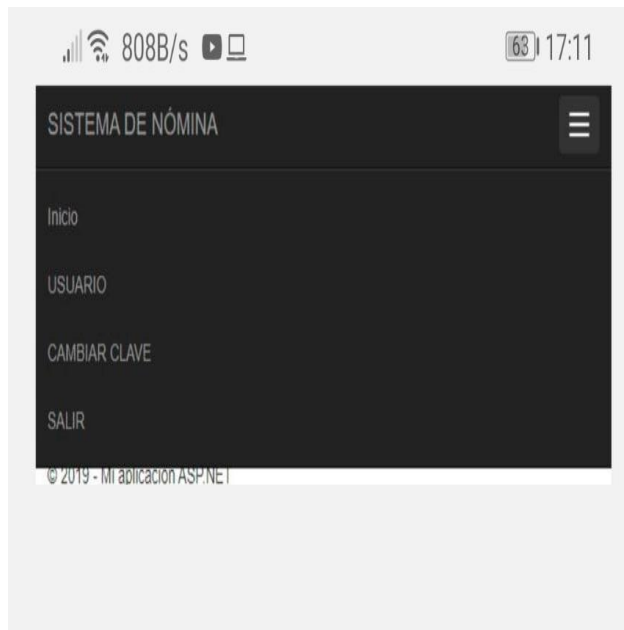 808B/s 63 17:11
SISTEMA DE NÓMINA
Inicio
USUARIO
CAMBIAR CLAVE
SALIR
© 2019 - Mi aplicación ASP.NET